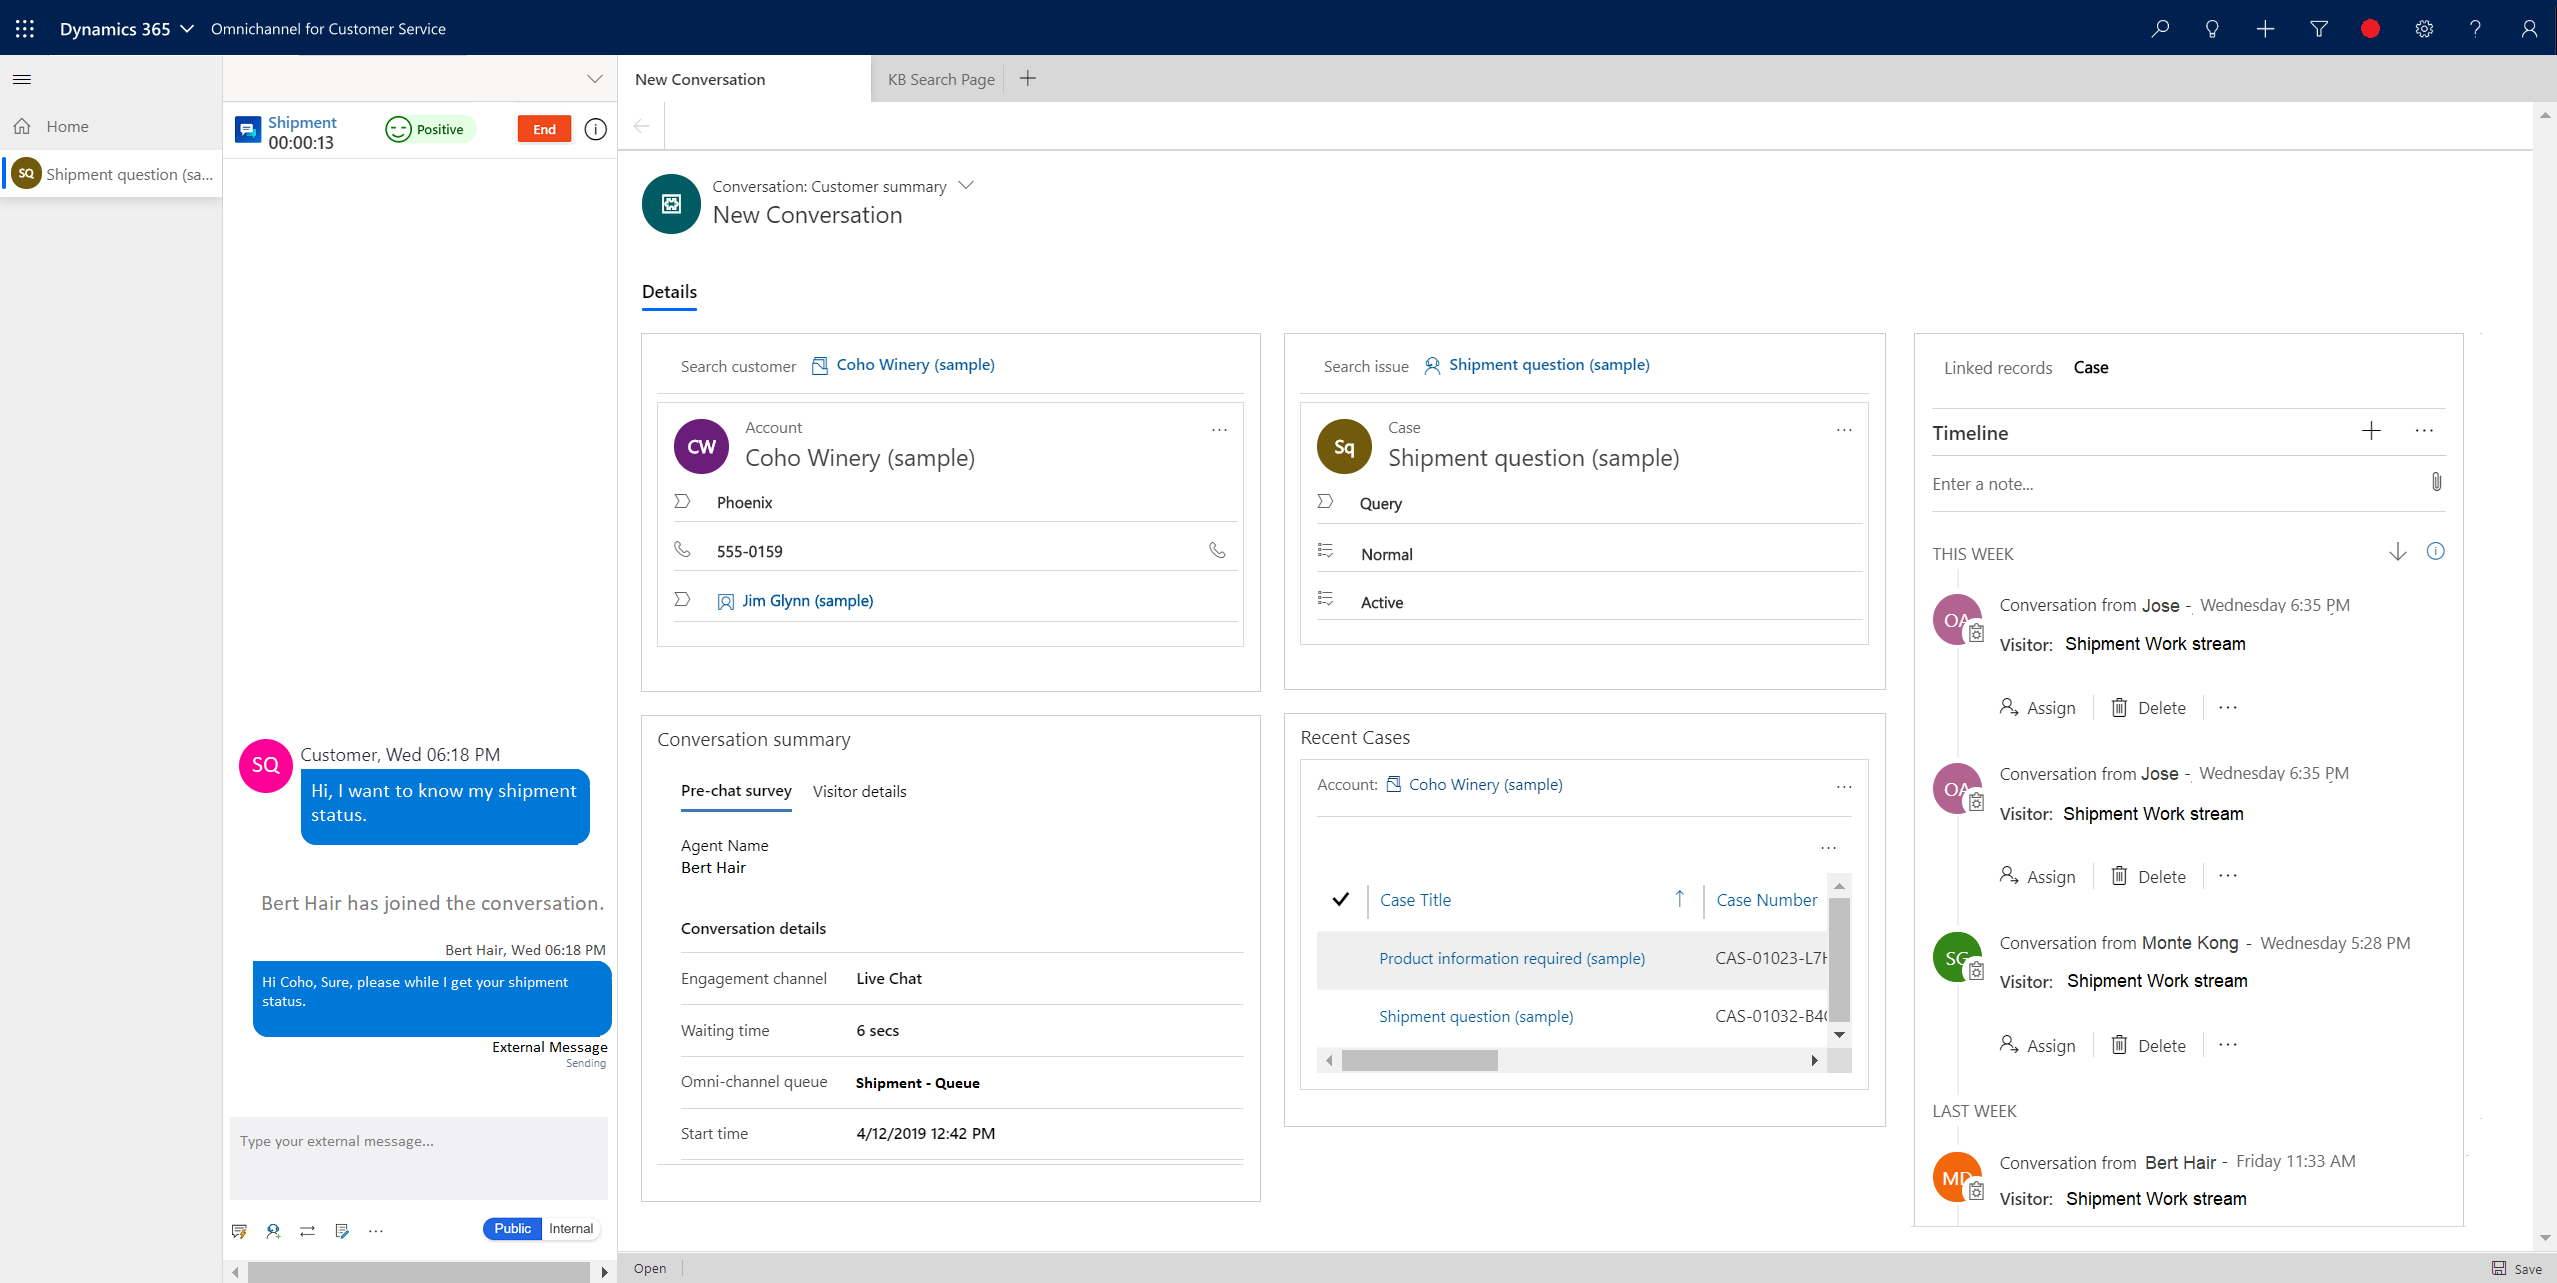 Dynamics 365
Omnichannel for Customer Service
Home
SQ
Shipment question (sa...
Shipment
00:00:13
Positive
End
SQ
Customer, Wed 06:18 PM
Hi, I want to know my shipment
status.
Bert Hair has joined the conversation.
Bert Hair, Wed 06:18 PM
Hi Coho, Sure, please while I get your shipment
status.
External Message
Sending
Type your external message...
Public
Internal
New Conversation
KB Search Page
Conversation: Customer summary
New Conversation
Details
Search customer
Coho Winery (sample)
CW
Account
Coho Winery (sample)
Phoenix
555-0159
Jim Glynn (sample)
Search issue
Shipment question (sample)
Sq
Case
Shipment question (sample)
Query
Normal
Active
Conversation summary
Pre-chat survey
Visitor details
Agent Name
Bert Hair
Conversation details
Engagement channel
Live Chat
Waiting time
6 secs
Omni-channel queue
Shipment - Queue
Start time
4/12/2019 12:42 PM
Recent Cases
Account:
Coho Winery (sample)
Case Title
Case Number
Product information required (sample)
CAS-01023-L7
Shipment question (sample)
CAS-01032-B4
Linked records
Case
Timeline
Enter a note...
THIS WEEK
OA
Conversation from Jose - Wednesday 6:35 PM
Visitor: Shipment Work stream
Assign
Delete
OA
Conversation from Jose - Wednesday 6:35 PM
Visitor: Shipment Work stream
Assign
Delete
SG
Conversation from Monte Kong - Wednesday 5:28 PM
Visitor: Shipment Work stream
Assign
Delete
LAST WEEK
MD
Conversation from Bert Hair - Friday 11:33 AM
Visitor: Shipment Work stream
Open
Save